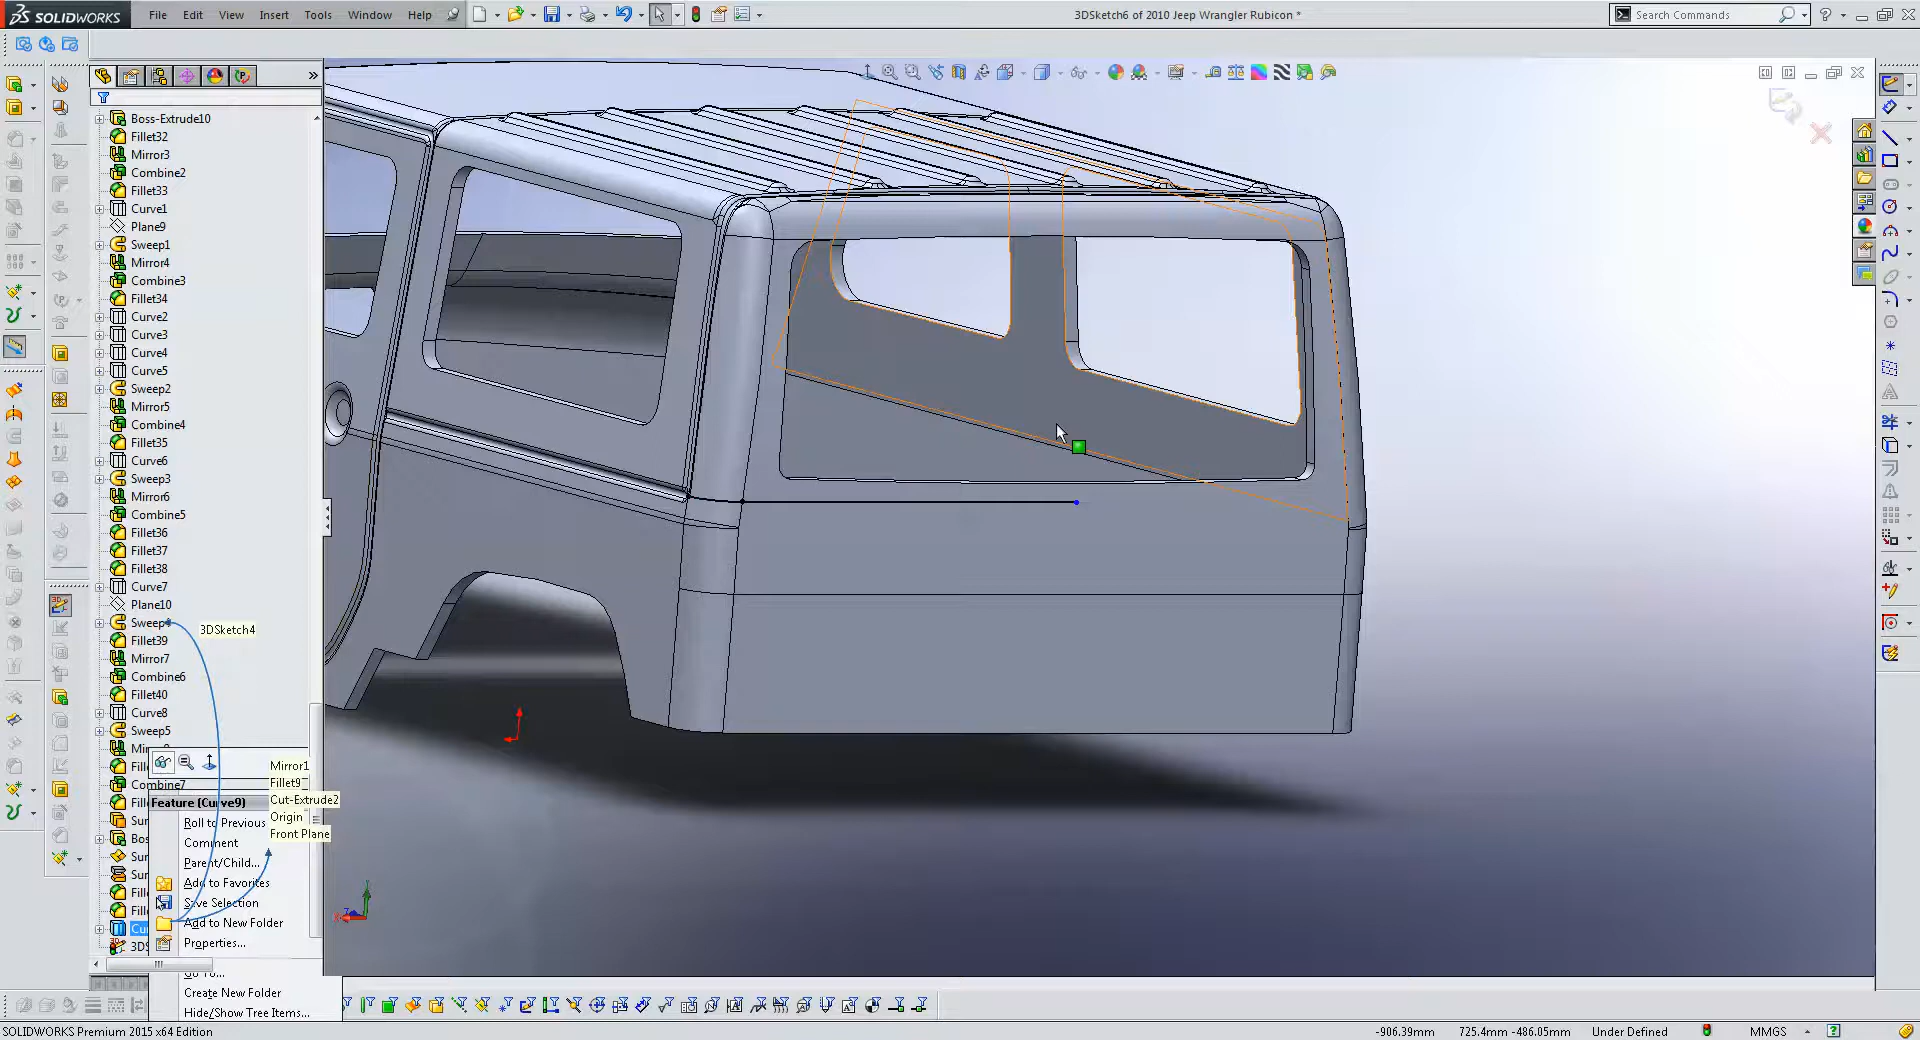 SOLIDWORKS
File Edit View Insert Tools Window Help
3DSketch6 of 2010 Jeep Wrangler Rubicon *
Search Commands
Boss-Extrude10
Fillet32
Mirror3
Combine2
Fillet33
Curve1
Plane9
Sweep1
Mirror4
Combine3
Fillet34
Curve2
Curve3
Curve4
Curve5
Sweep2
Mirror5
Combine4
Fillet35
Curve6
Sweep3
Mirror6
Combine5
Fillet36
Fillet37
Fillet38
Curve7
Plane10
3DSketch4
Fillet39
Mirror7
Combine6
Fillet40
Curve8
Sweep5
Mirror1
Fillet9
Combine7
Feature (Curve9)
Cut-Extrude2
Origin
Roll to Previous
Front Plane
Comment
Parent/Child...
Add to Favorites
Save Selection
Add to New Folder
Properties...
Create New Folder
Hide/Show Tree Items...
SOLIDWORKS Premium 2015 x64 Edition
-906.39mm 725.4mm -486.05mm Under Defined MMGS